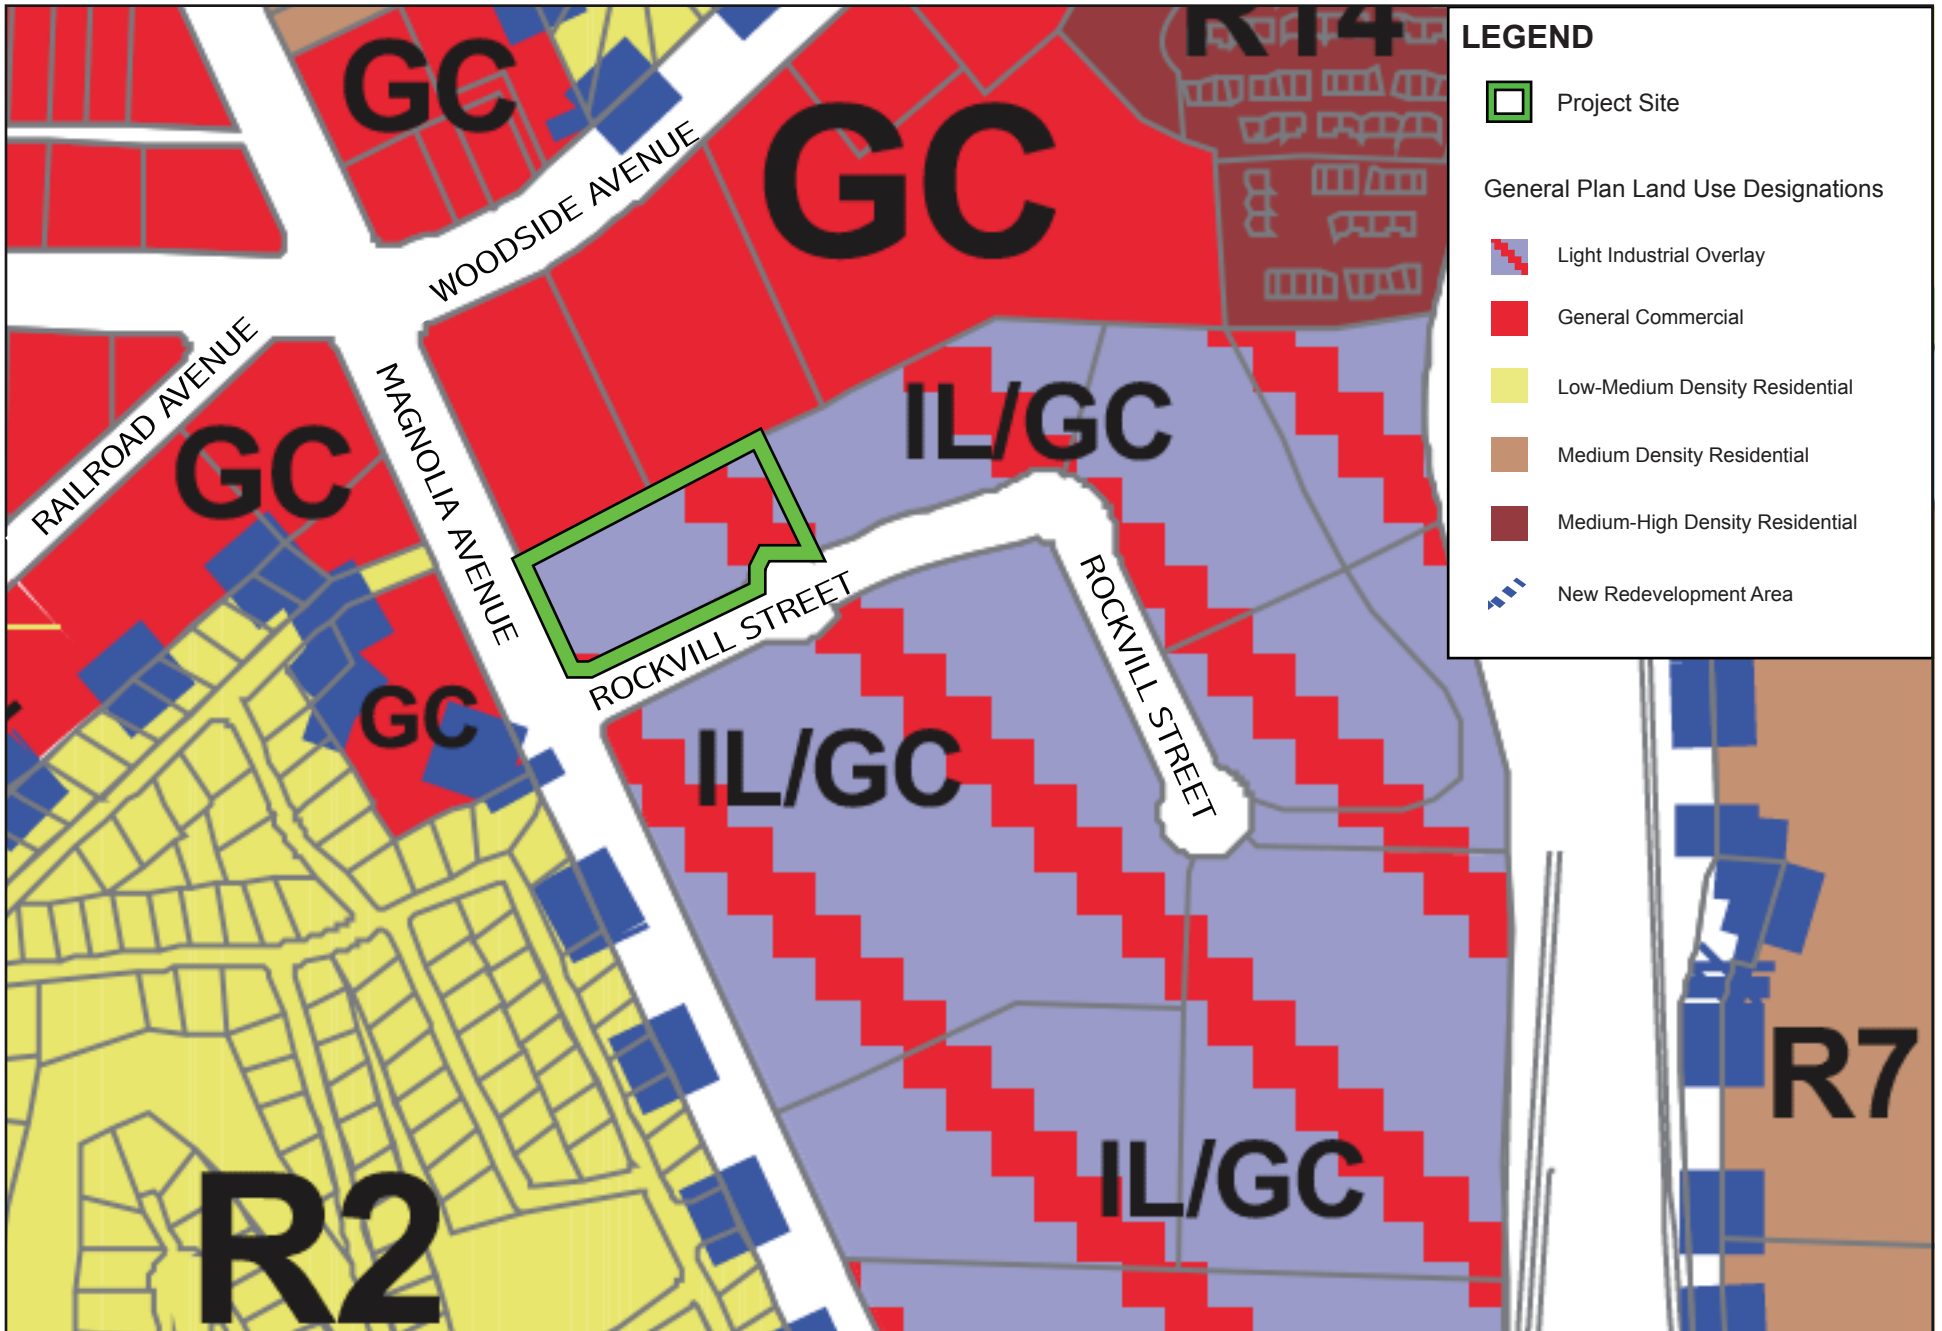 GC
R14
GC
WOODSIDE AVENUE
RAILROAD AVENUE
MAGNOLIA AVENUE
GC
IL/GC
ROCKVILL STREET
ROCKVILL STREET
GC
IL/GC
IL/GC
R2
R7
LEGEND
Project Site
General Plan Land Use Designations
Light Industrial Overlay
General Commercial
Low-Medium Density Residential
Medium Density Residential
Medium-High Density Residential
New Redevelopment Area